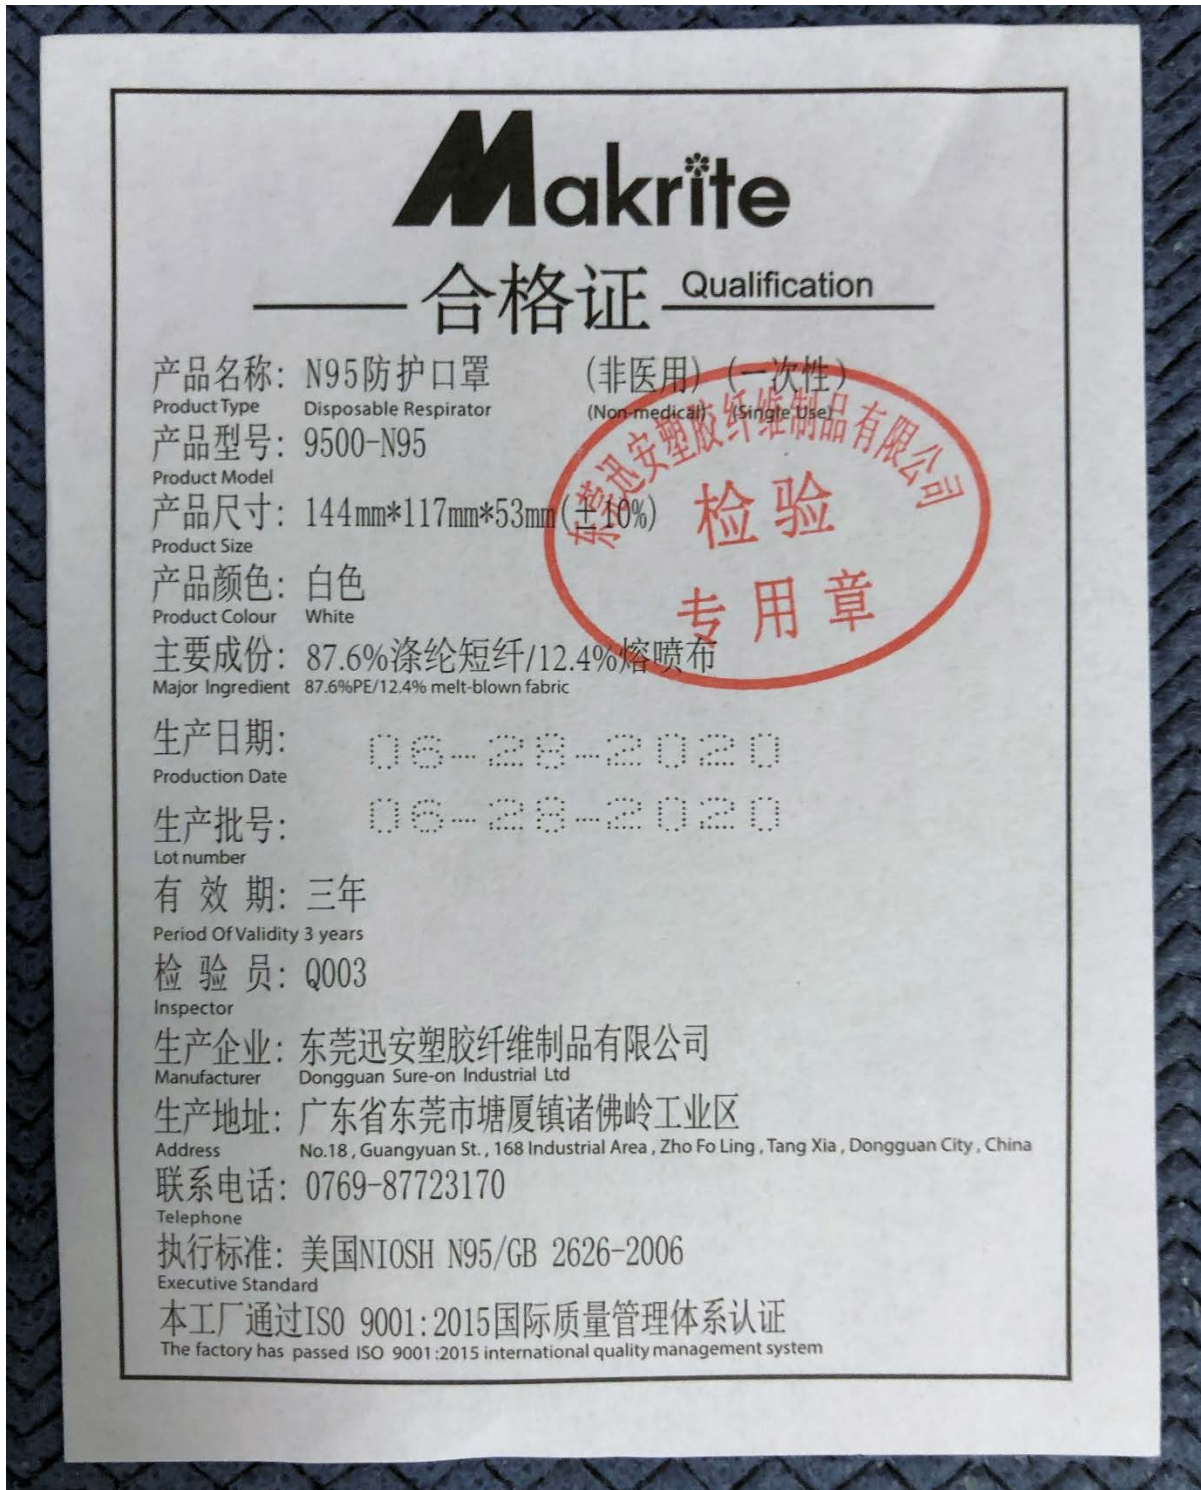 Makrite
合格证 Qualification
产品名称: N95防护口罩 (非医用) (一次性)
Product Type Disposable Respirator (Non-medical) (Single Use)
产品型号: 9500-N95
Product Model
产品尺寸: 144mm*117mm*53mm(±10%)
Product Size
产品颜色: 白色
Product Colour White
主要成份: 87.6%涤纶短纤/12.4%熔喷布
Major Ingredient 87.6%PE/12.4% melt-blown fabric
东莞迅安塑胶纤维制品有限公司
检验
专用章
生产日期: 06-28-2020
Production Date
生产批号: 06-28-2020
Lot number
有效期: 三年
Period Of Validity 3 years
检验员: Q003
Inspector
生产企业: 东莞迅安塑胶纤维制品有限公司
Manufacturer Dongguan Sure-on Industrial Ltd
生产地址: 广东省东莞市塘厦镇诸佛岭工业区
Address No.18 , Guangyuan St. , 168 Industrial Area , Zho Fo Ling , Tang Xia , Dongguan City , China
联系电话: 0769-87723170
Telephone
执行标准: 美国NIOSH N95/GB 2626-2006
Executive Standard
本工厂通过ISO 9001:2015国际质量管理体系认证
The factory has passed ISO 9001:2015 international quality management system